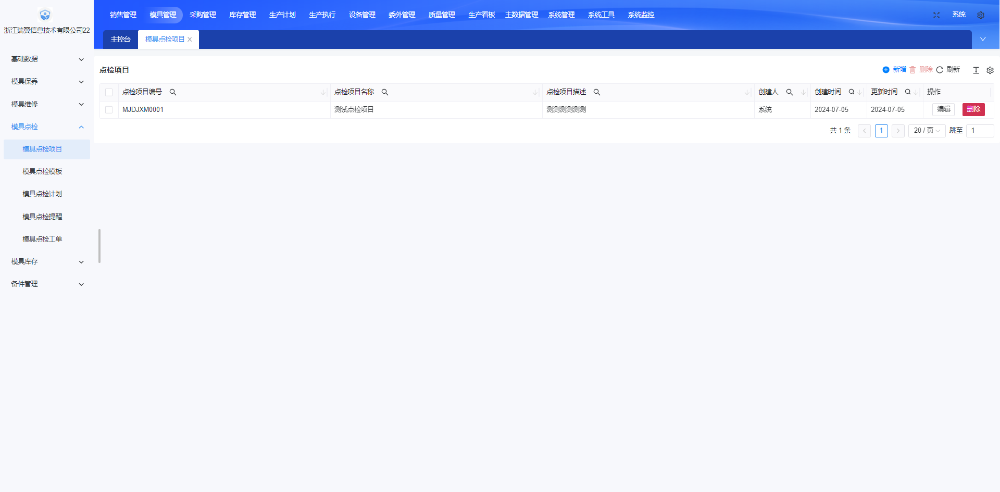 浙江瑞翼信息技术有限公司22
销售管理 模具管理 采购管理 库存管理 生产计划 生产执行 设备管理 委外管理 质量管理 生产看板 主数据管理 系统管理 系统工具 系统监控 系统
主控台 模具点检项目
基础数据
模具保养
模具维修
模具点检
模具点检项目
模具点检模板
模具点检计划
模具点检提醒
模具点检工单
模具库存
备件管理
点检项目 新增 删除 刷新
点检项目编号 点检项目名称 点检项目描述 创建人 创建时间 更新时间 操作
MJDJXM0001 测试点检项目 测测测测测测 系统 2024-07-05 2024-07-05 编辑 删除
共 1 条 1 20 / 页 跳至 1